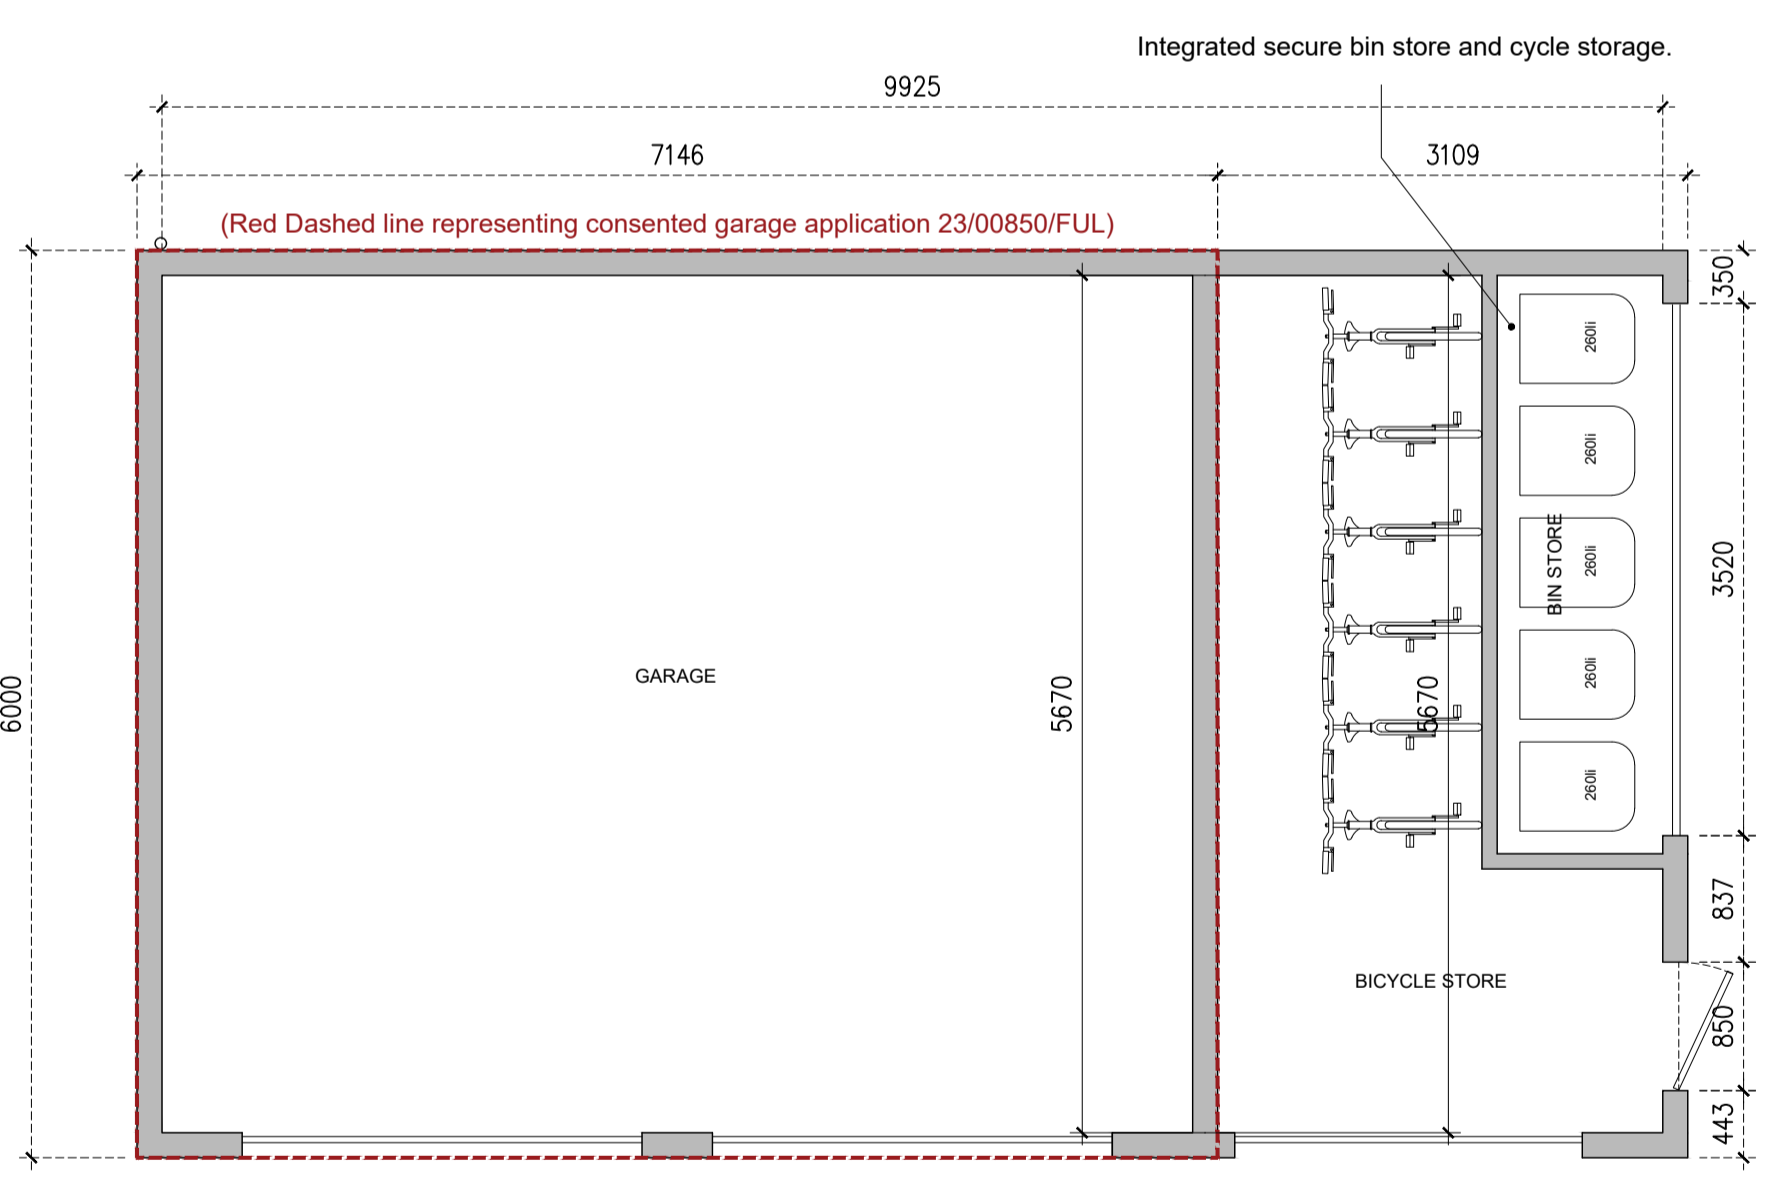 Integrated secure bin store and cycle storage.
9925
7146
3109
(Red Dashed line representing consented garage application 23/00850/FUL)
350
260li
260li
3520
BIN STORE
260li
260li
260li
GARAGE
6000
5670
5670
837
BICYCLE STORE
850
443